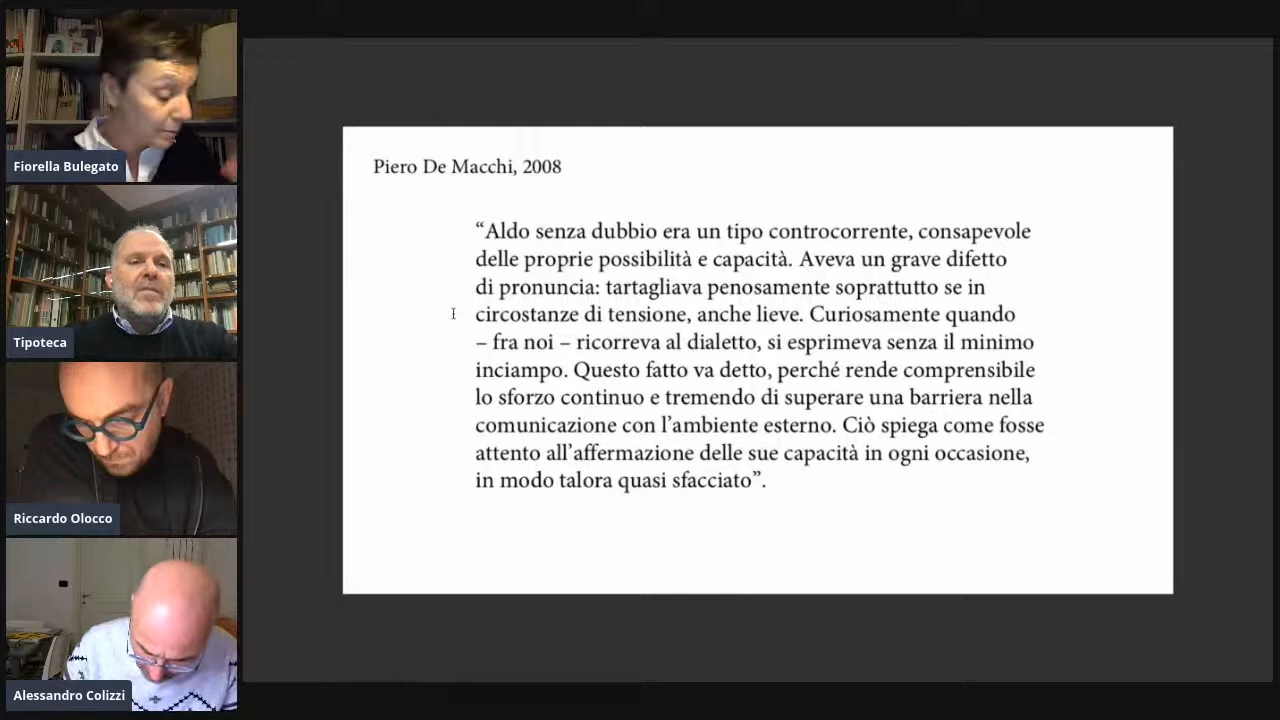 Fiorella Bulegato
Tipoteca
Riccardo Olocco
Alessandro Colizzi
Piero De Macchi, 2008
“Aldo senza dubbio era un tipo controcorrente, consapevole
delle proprie possibilità e capacità. Aveva un grave difetto
di pronuncia: tartagliava penosamente soprattutto se in
circostanze di tensione, anche lieve. Curiosamente quando
– fra noi – ricorreva al dialetto, si esprimeva senza il minimo
inciampo. Questo fatto va detto, perché rende comprensibile
lo sforzo continuo e tremendo di superare una barriera nella
comunicazione con l’ambiente esterno. Ciò spiega come fosse
attento all’affermazione delle sue capacità in ogni occasione,
in modo talora quasi sfacciato”.